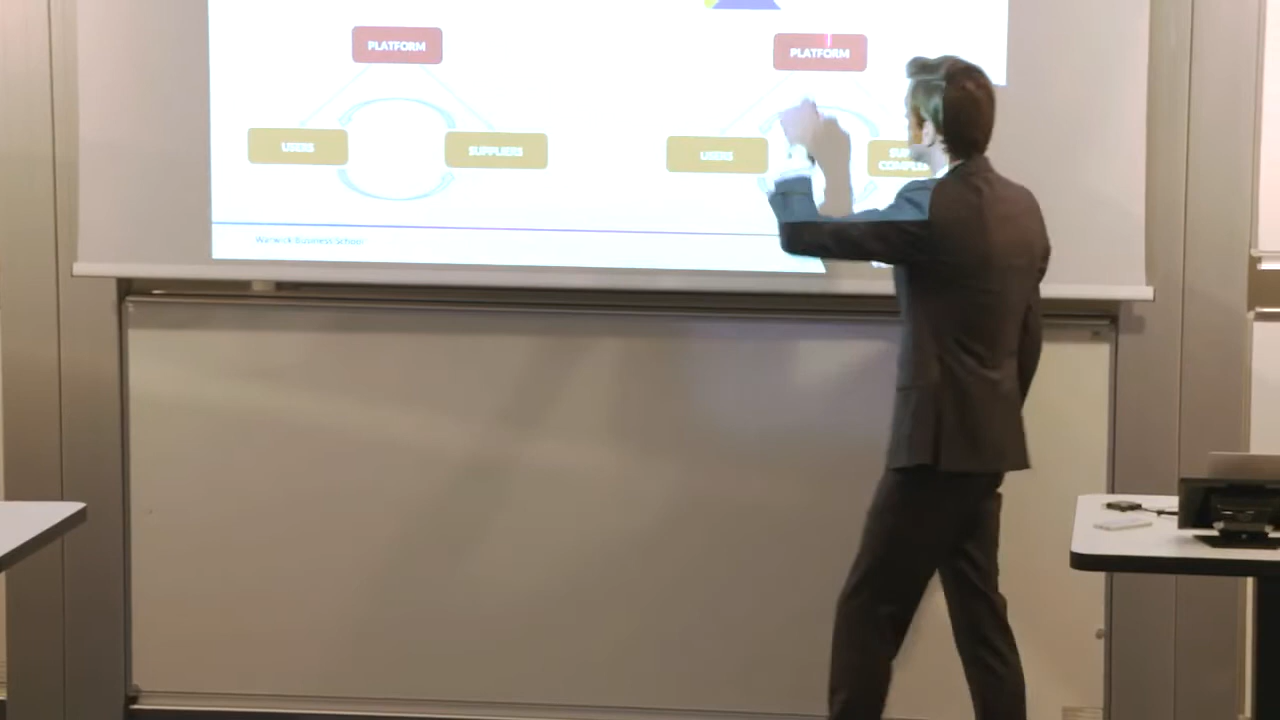 PLATFORM
PLATFORM
USERS
SUPPLIERS
USERS
Warwick Business School